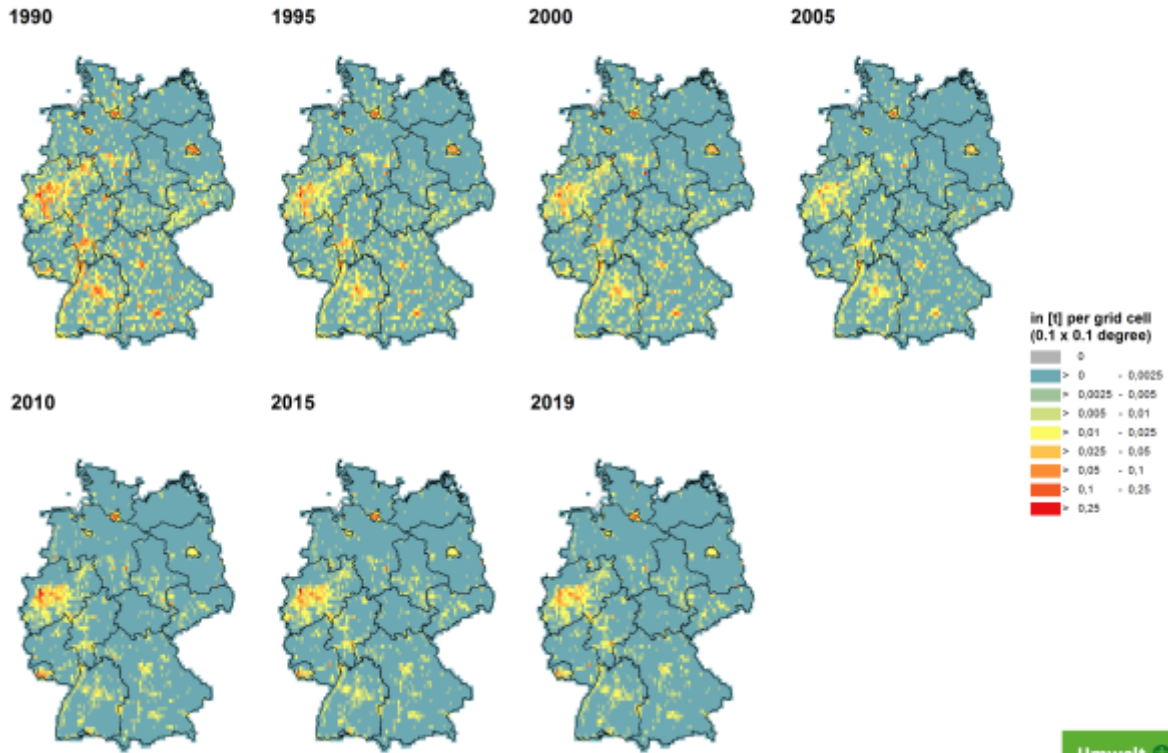 1990
1995
2000
2005
in [t] per grid cell
(0.1 x 0.1 degree)
0
> 0 - 0,0025
> 0,0025 - 0,005
> 0,005 - 0,01
> 0,01 - 0,025
> 0,025 - 0,05
> 0,05 - 0,1
> 0,1 - 0,25
> 0,25
2010
2015
2019
Umwelt